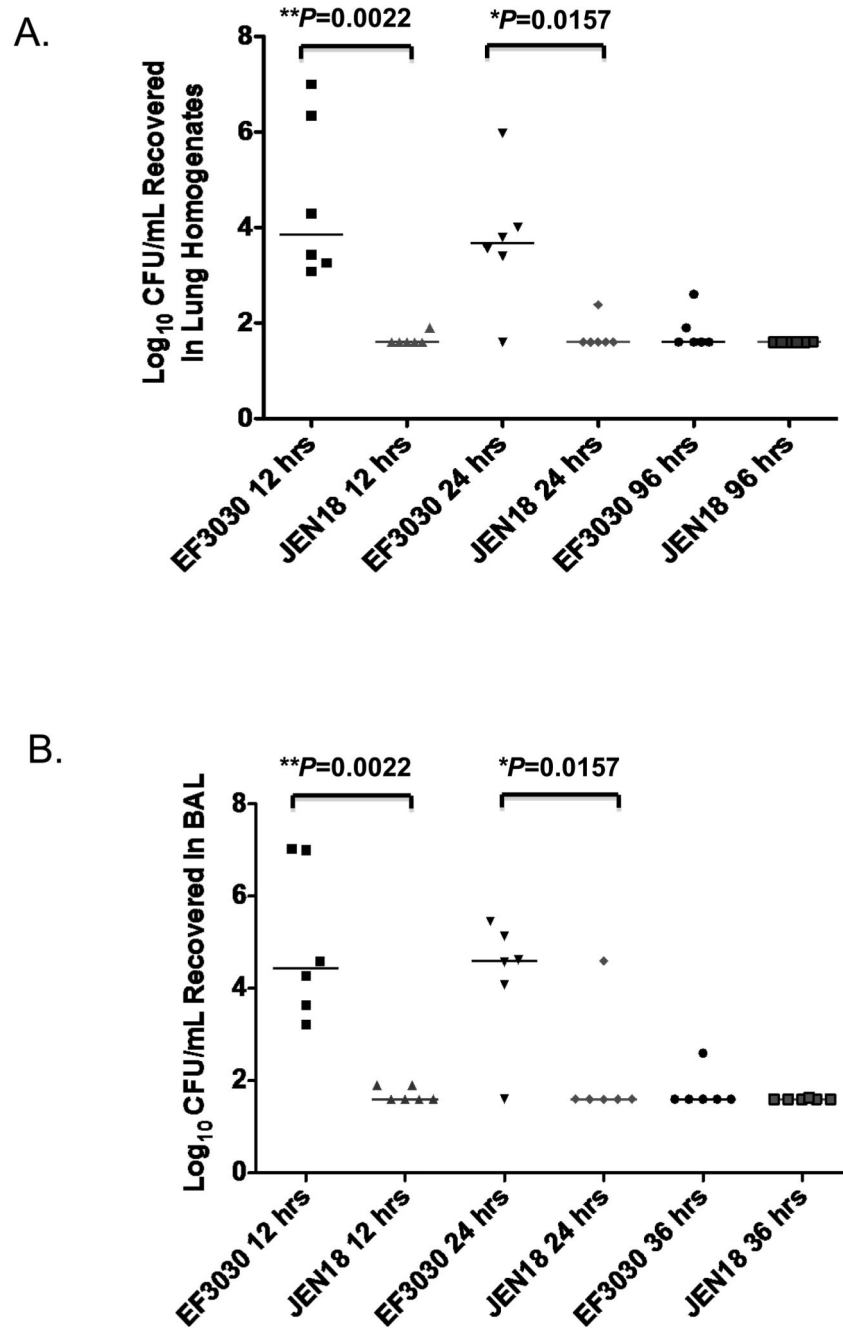 A.
**P=0.0022
*P=0.0157
Log₁₀ CFU/mL Recovered
In Lung Homogenates
8
6
4
2
0
EF3030 12 hrs
JEN18 12 hrs
EF3030 24 hrs
JEN18 24 hrs
EF3030 96 hrs
JEN18 96 hrs
B.
**P=0.0022
*P=0.0157
Log₁₀ CFU/mL Recovered In BAL
8
6
4
2
0
EF3030 12 hrs
JEN18 12 hrs
EF3030 24 hrs
JEN18 24 hrs
EF3030 36 hrs
JEN18 36 hrs